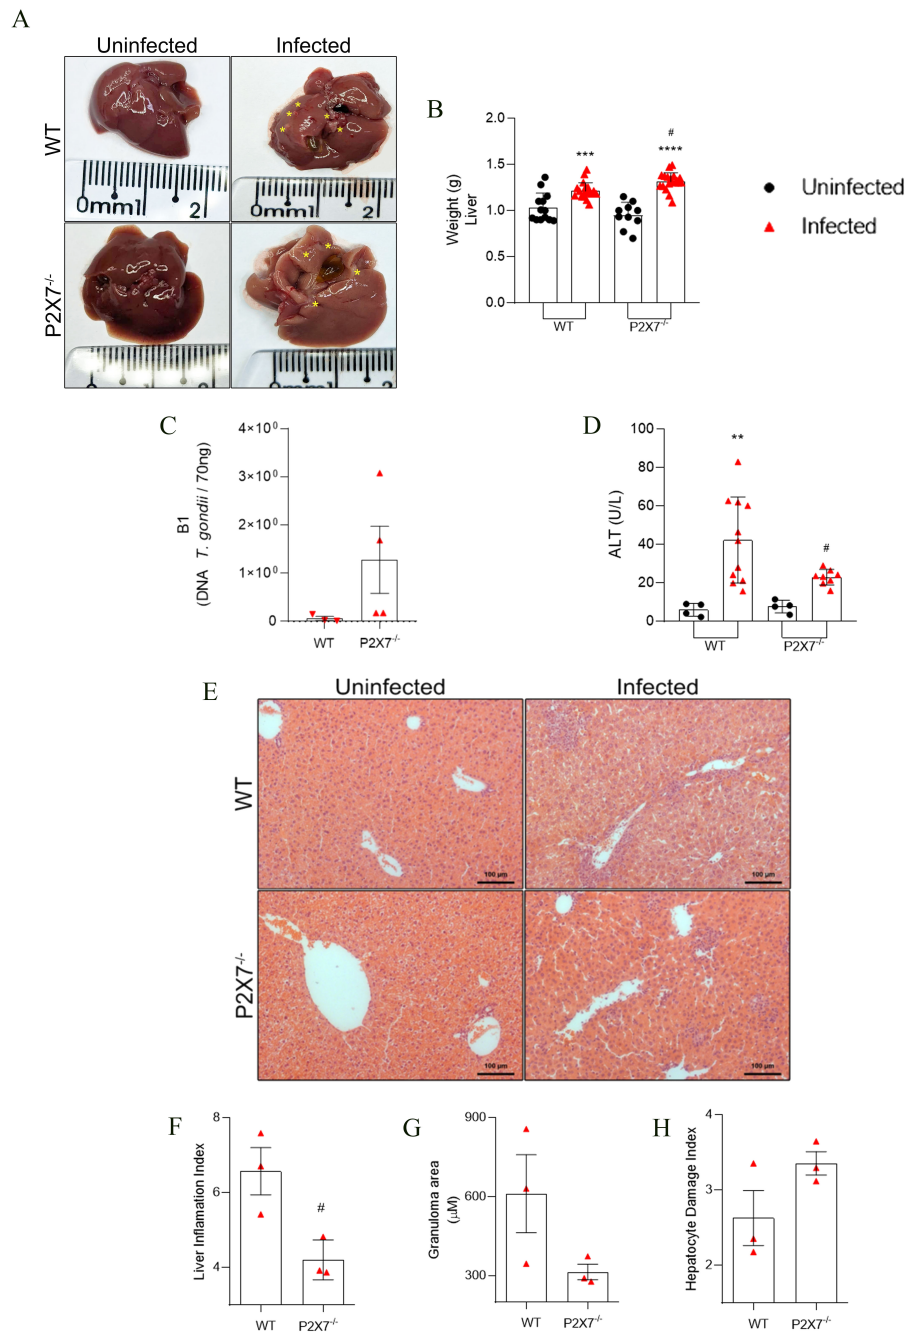 A
Uninfected Infected
WT
0mm1 2
0mm1 2
P2X7-/-
0mm1 2
B
Weight (g)
Liver
2.0
1.5
1.0
0.5
0.0
***
#
****
WT P2X7-/-
Uninfected
Infected
C
B1
(DNA T. gondii / 70ng)
4×10⁰
3×10⁰
2×10⁰
1×10⁰
0
WT P2X7-/-
D
ALT (U/L)
100
80
60
40
20
0
**
#
WT P2X7-/-
E
Uninfected Infected
WT
100 µm
100 µm
P2X7-/-
100 µm
100 µm
F
Liver Inflamation Index
8
6
4
#
WT P2X7-/-
G
Granuloma area
(µM)
900
600
300
WT P2X7-/-
H
Hepatocyte Damage Index
4
3
2
WT P2X7-/-